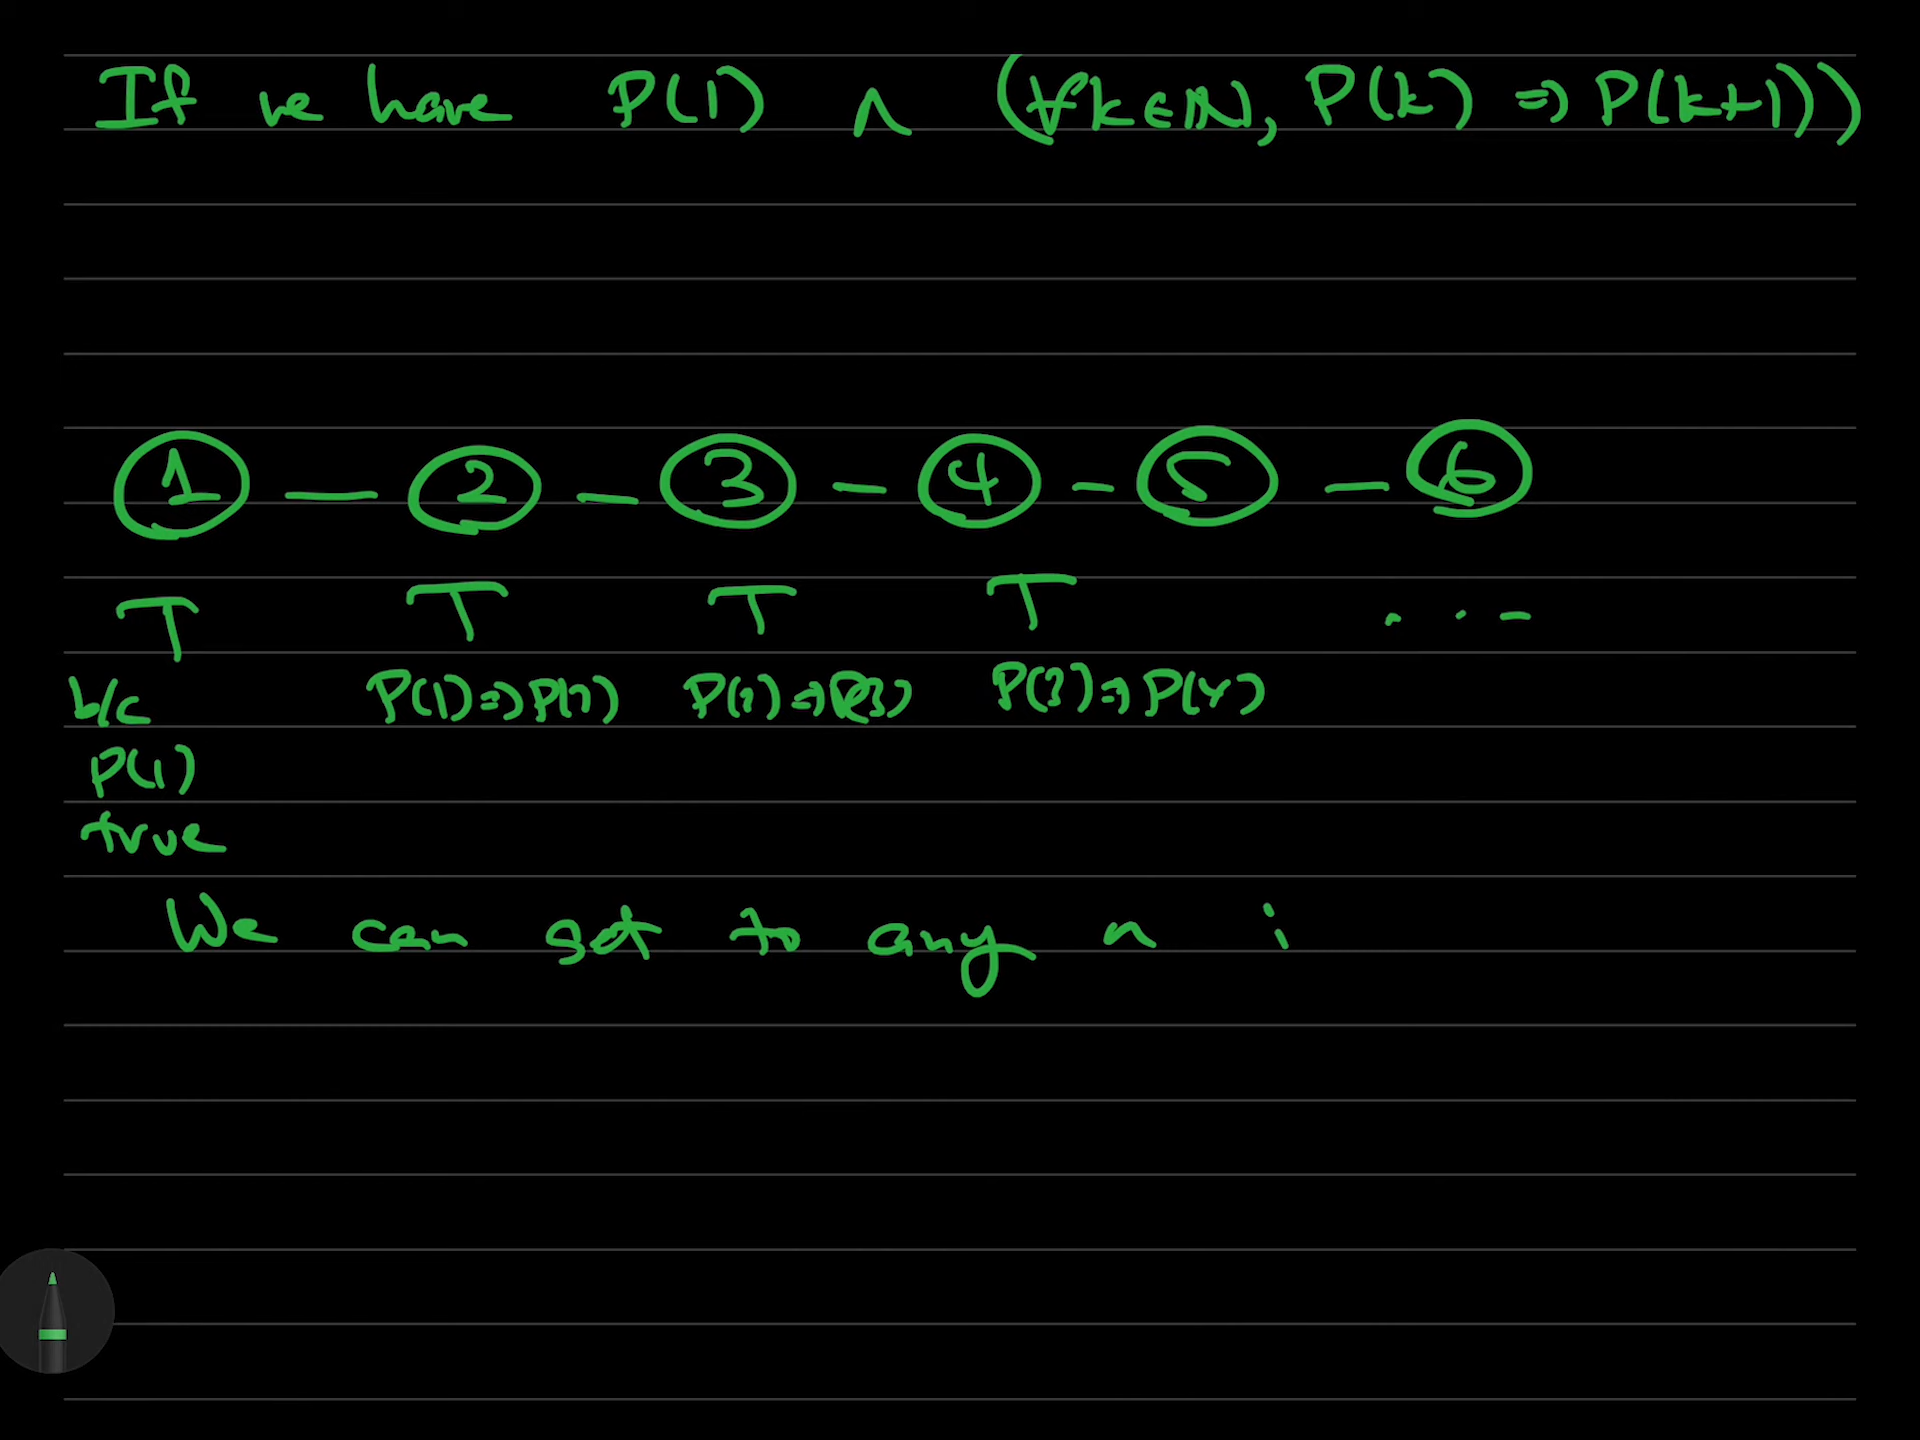 If we have P(1) ∧ (∀k∈ℕ, P(k) ⇒ P(k+1)))
1 — 2 — 3 — 4 — 5 — 6
T T T T ...
b/c P(1)⇒P(2) P(2)⇒P(3) P(3)⇒P(4)
P(1)
true
We can get to any n i